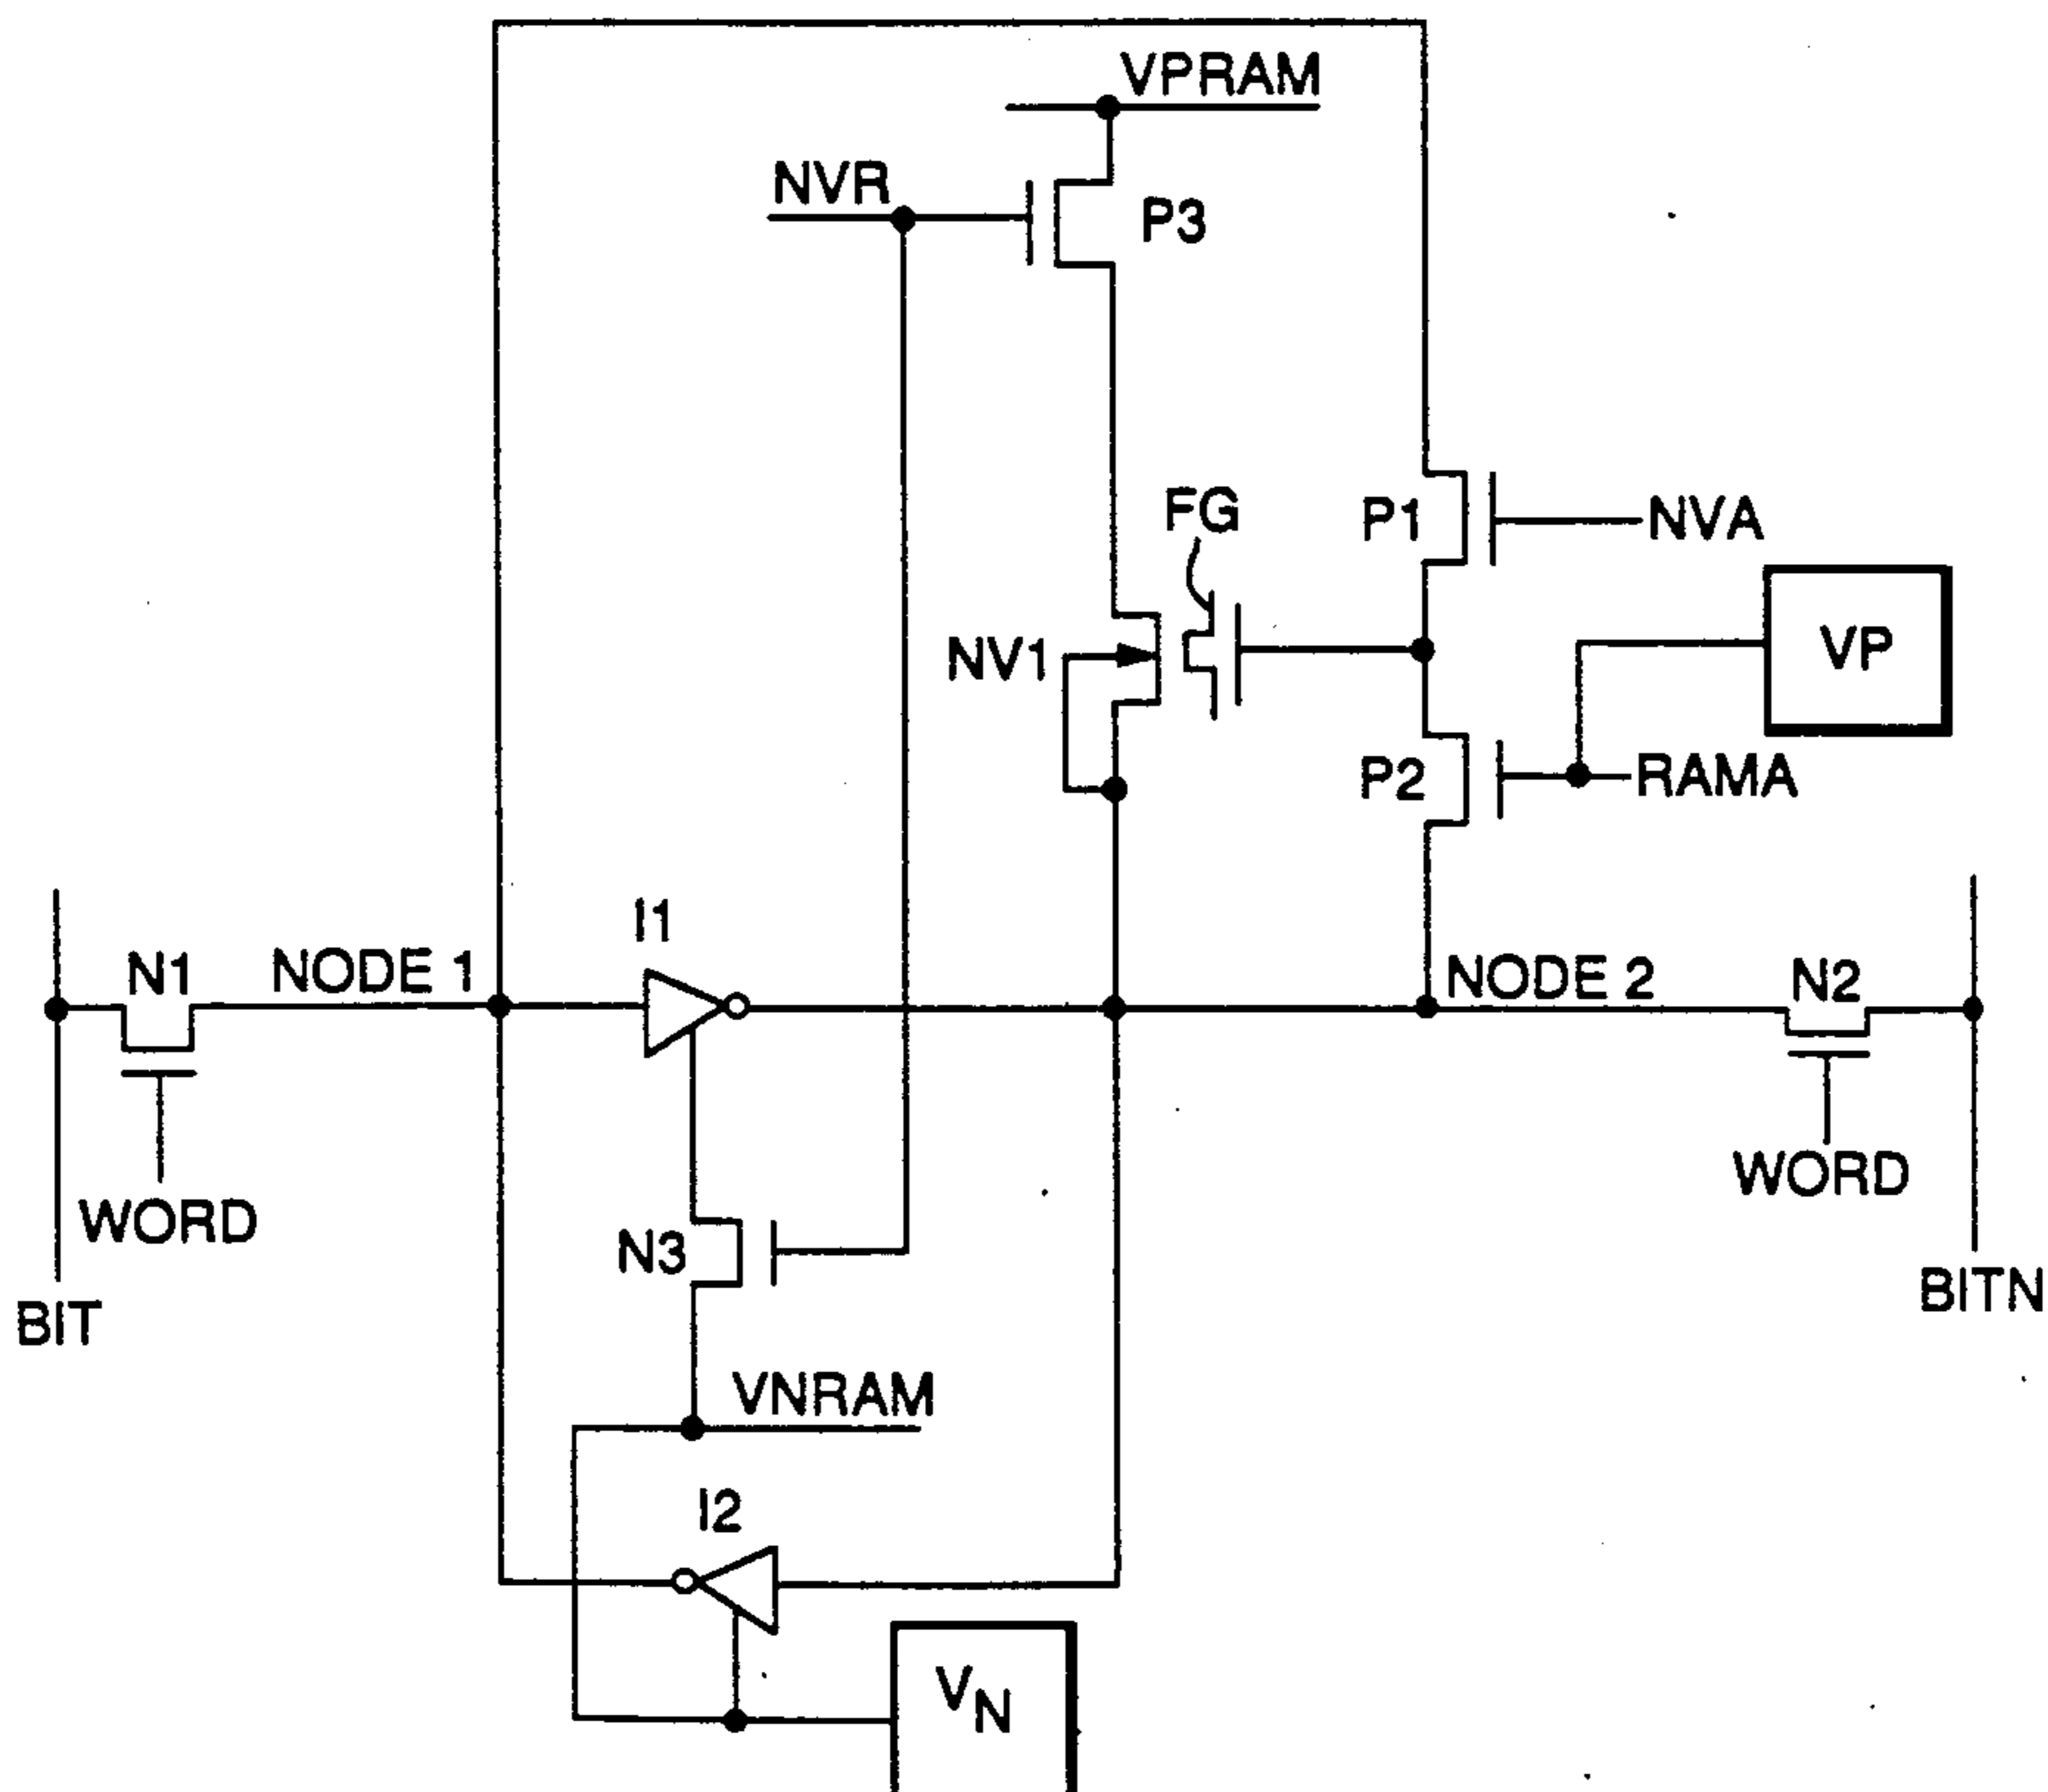 VPRAM
NVR
P3
FG
P1
NVA
NV1
VP
P2
RAMA
I1
N1
NODE 1
NODE 2
N2
WORD
WORD
N3
BIT
BITN
VNRAM
I2
VN